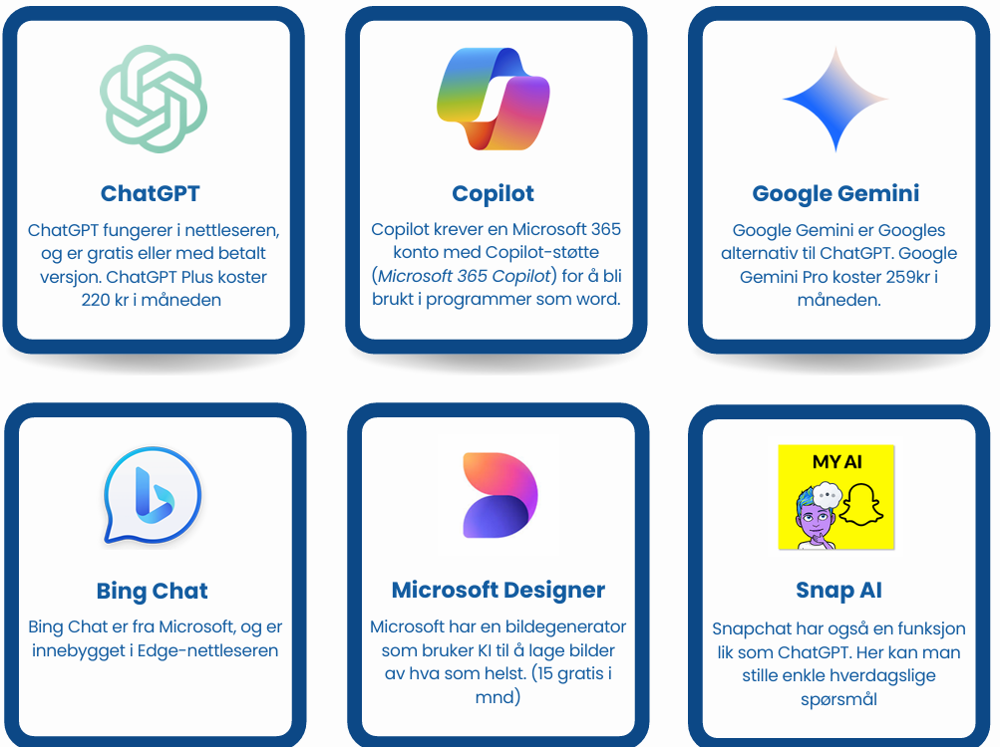 ChatGPT
ChatGPT fungerer i nettleseren,
og er gratis eller med betalt
versjon. ChatGPT Plus koster
220 kr i måneden
Copilot
Copilot krever en Microsoft 365
konto med Copilot-støtte
(Microsoft 365 Copilot) for å bli
brukt i programmer som word.
Google Gemini
Google Gemini er Googles
alternativ til ChatGPT. Google
Gemini Pro koster 259kr i
måneden.
Bing Chat
Bing Chat er fra Microsoft, og er
innebygget i Edge-nettleseren
Microsoft Designer
Microsoft har en bildegenerator
som bruker KI til å lage bilder
av hva som helst. (15 gratis i
mnd)
MY AI
Snap AI
Snapchat har også en funksjon
lik som ChatGPT. Her kan man
stille enkle hverdagslige
spørsmål